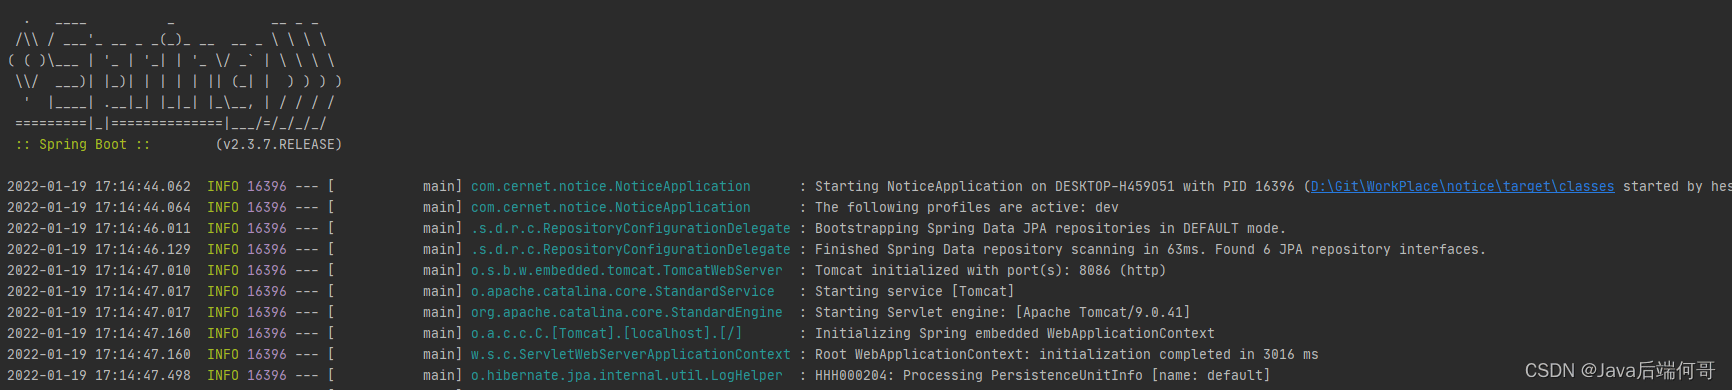 .   ____          _            __ _ _
 /\\ / ___'_ __ _ _(_)_ __  __ _ \ \ \ \
( ( )\___ | '_ | '_| | '_ \/ _` | \ \ \ \
 \\/  ___)| |_)| | | | | || (_| |  ) ) ) )
  '  |____| .__|_| |_|_| |_\__, | / / / /
 =========|_|==============|___/=/_/_/_/
 :: Spring Boot ::        (v2.3.7.RELEASE)
2022-01-19 17:14:44.062  INFO 16396 --- [           main] com.cernet.notice.NoticeApplication      : Starting NoticeApplication on DESKTOP-H459O51 with PID 16396 (D:\Git\WorkPlace\notice\target\classes started by hes
2022-01-19 17:14:44.064  INFO 16396 --- [           main] com.cernet.notice.NoticeApplication      : The following profiles are active: dev
2022-01-19 17:14:46.011  INFO 16396 --- [           main] .s.d.r.c.RepositoryConfigurationDelegate : Bootstrapping Spring Data JPA repositories in DEFAULT mode.
2022-01-19 17:14:46.129  INFO 16396 --- [           main] .s.d.r.c.RepositoryConfigurationDelegate : Finished Spring Data repository scanning in 63ms. Found 6 JPA repository interfaces.
2022-01-19 17:14:47.010  INFO 16396 --- [           main] o.s.b.w.embedded.tomcat.TomcatWebServer  : Tomcat initialized with port(s): 8086 (http)
2022-01-19 17:14:47.017  INFO 16396 --- [           main] o.apache.catalina.core.StandardService   : Starting service [Tomcat]
2022-01-19 17:14:47.017  INFO 16396 --- [           main] org.apache.catalina.core.StandardEngine  : Starting Servlet engine: [Apache Tomcat/9.0.41]
2022-01-19 17:14:47.160  INFO 16396 --- [           main] o.a.c.c.C.[Tomcat].[localhost].[/]       : Initializing Spring embedded WebApplicationContext
2022-01-19 17:14:47.160  INFO 16396 --- [           main] w.s.c.ServletWebServerApplicationContext : Root WebApplicationContext: initialization completed in 3016 ms
2022-01-19 17:14:47.498  INFO 16396 --- [           main] o.hibernate.jpa.internal.util.LogHelper  : HHH000204: Processing PersistenceUnitInfo [name: default]
CSDN @Java后端何哥